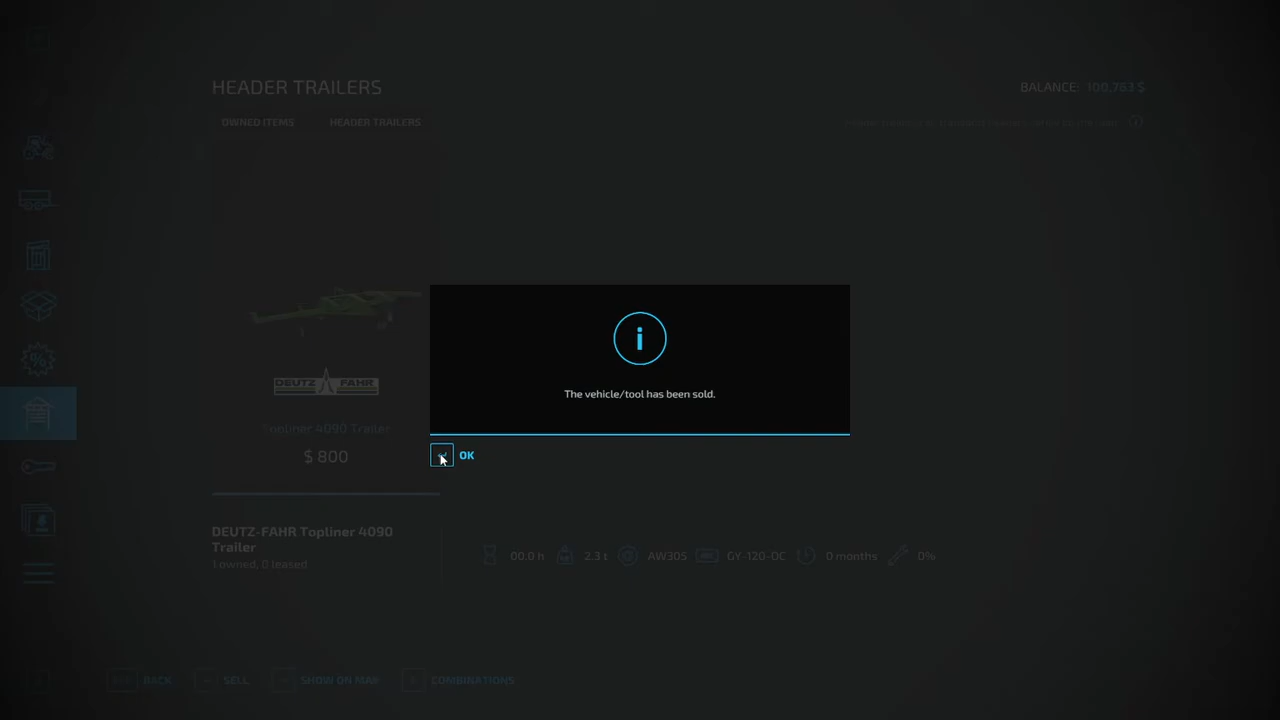 HEADER TRAILERS
BALANCE: 100,763 $
OWNED ITEMS HEADER TRAILERS
The vehicle/tool has been sold.
DEUTZ FAHR
Topliner 4090 Trailer
$ 800
OK
DEUTZ-FAHR Topliner 4090
Trailer
1 owned, 0 leased
00.0 h 2.3 t AW305 GY-120-OC 0 months 0%
BACK SELL SHOW ON MAP COMBINATIONS